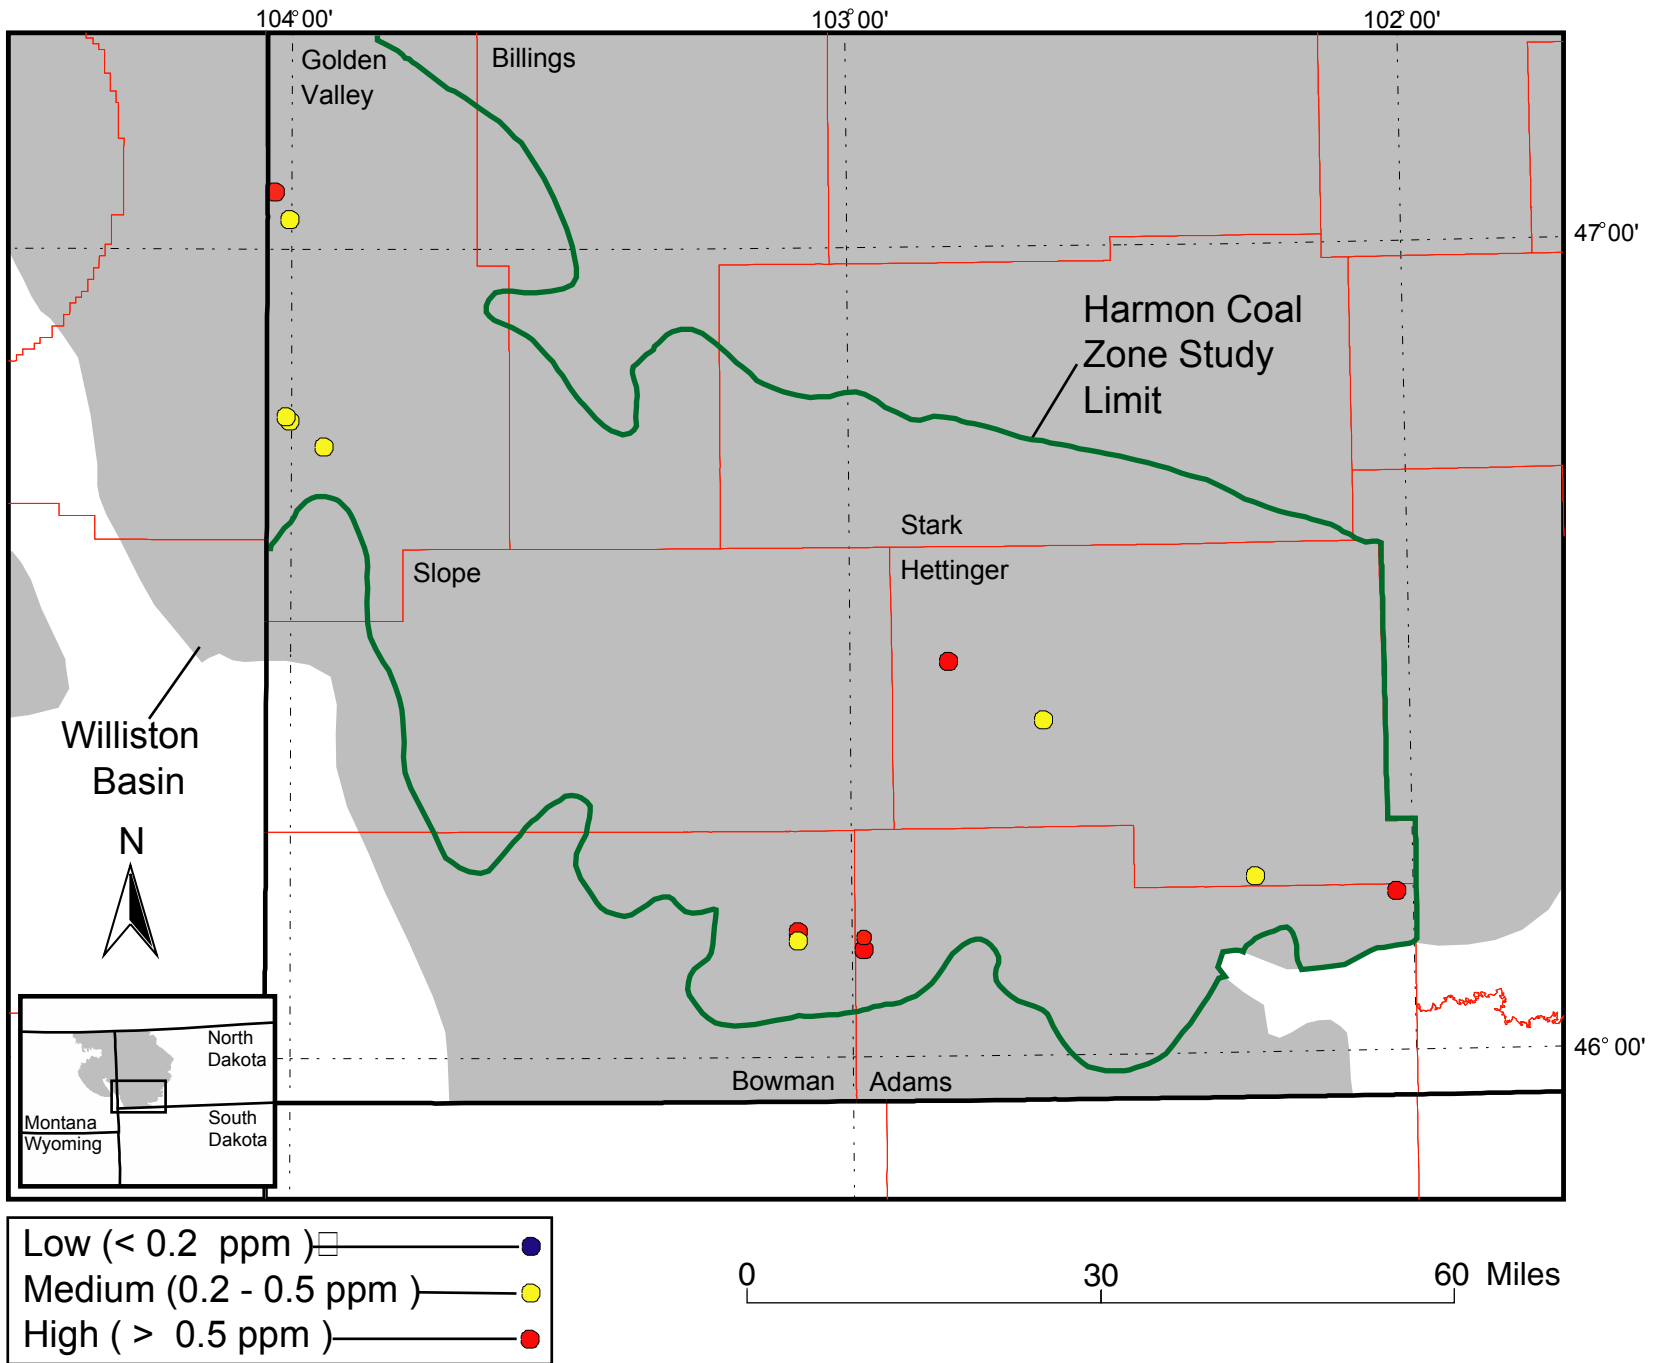 104°00'
103°00'
102°00'
Golden
Valley
Billings
47°00'
Harmon Coal
Zone Study
Limit
Stark
Slope
Hettinger
Williston
Basin
N
46°00'
Bowman
Adams
North
Dakota
Montana
Wyoming
South
Dakota
Low (< 0.2 ppm )
Medium (0.2 - 0.5 ppm )
High ( > 0.5 ppm )
0
30
60 Miles